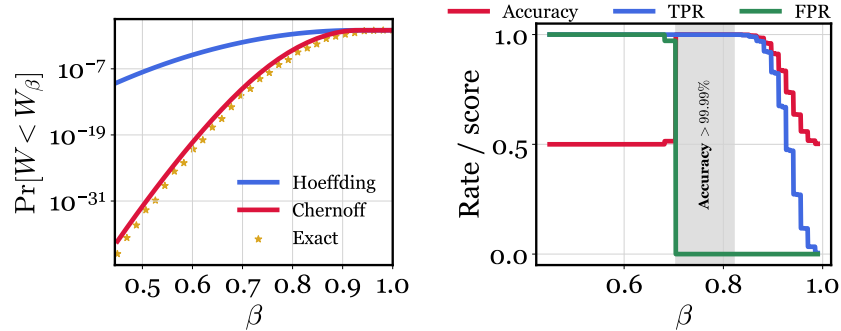 Pr[W < W_β]
10⁻⁷
10⁻¹⁹
10⁻³¹
Hoeffding
Chernoff
Exact
0.5 0.6 0.7 0.8 0.9 1.0
β
Accuracy TPR FPR
Rate / score
1.0
0.5
0.0
Accuracy > 99.99%
0.6 0.8 1.0
β